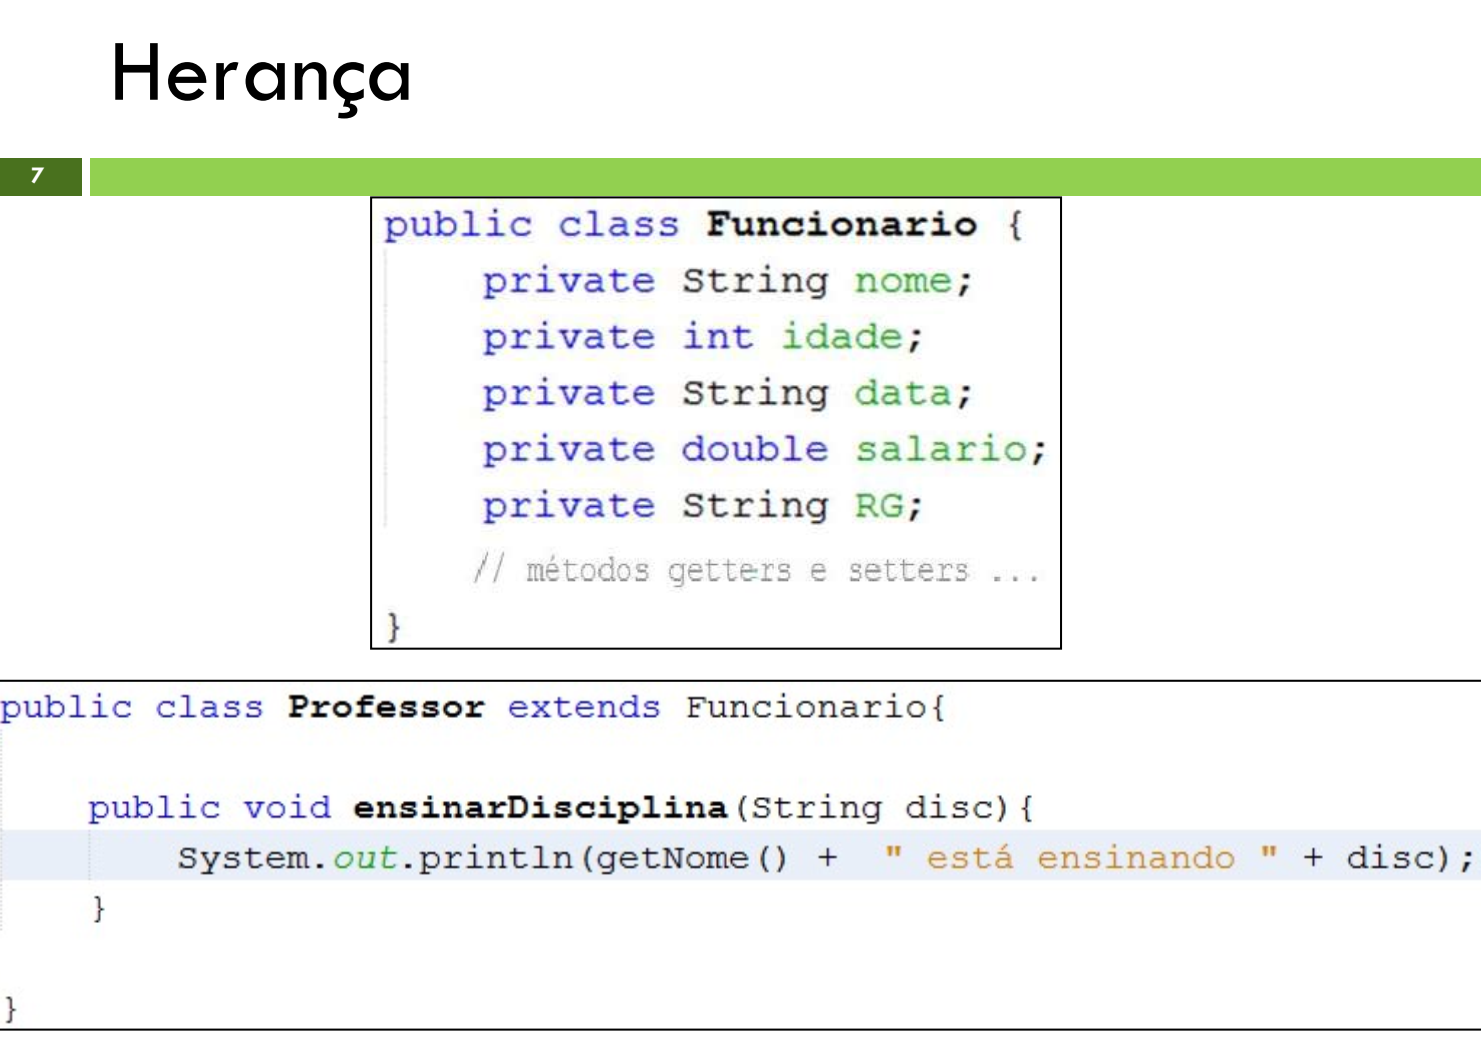 Herança
7
public class Funcionario {
private String nome;
private int idade;
private String data;
private double salario;
private String RG;
// métodos getters e setters ...
}
public class Professor extends Funcionario{
public void ensinarDisciplina(String disc){
System.out.println(getNome() + " está ensinando " + disc);
}
}